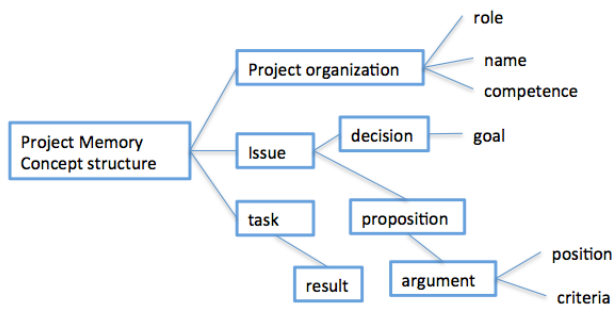 role
Project organization
name
competence
Project Memory
Concept structure
Issue
decision
goal
task
proposition
result
argument
position
criteria